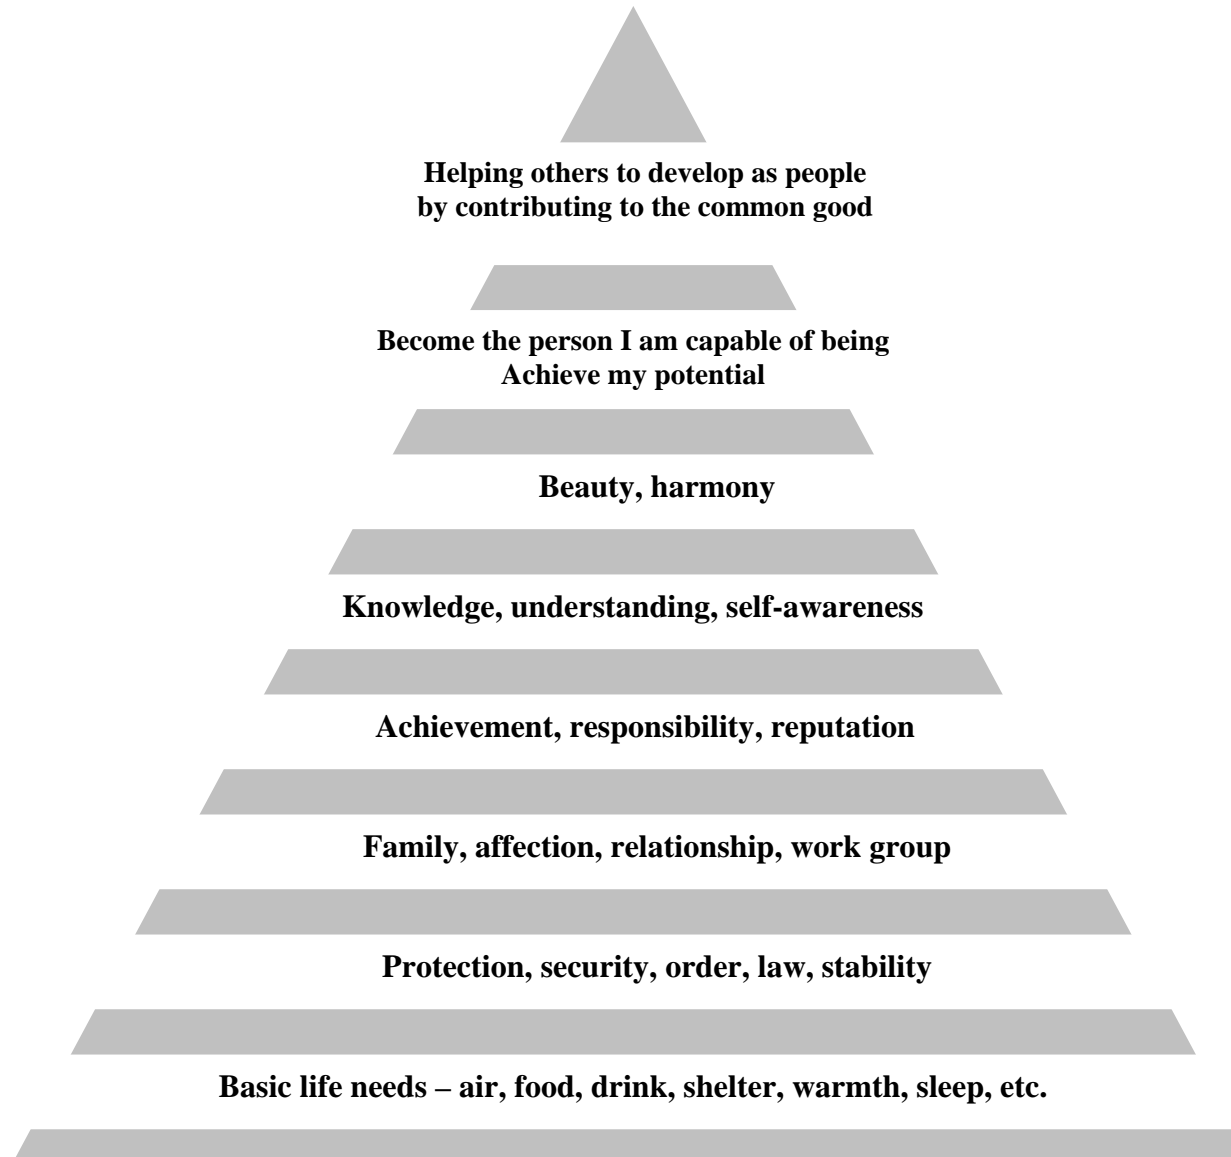 Helping others to develop as people
by contributing to the common good
Become the person I am capable of being
Achieve my potential
Beauty, harmony
Knowledge, understanding, self-awareness
Achievement, responsibility, reputation
Family, affection, relationship, work group
Protection, security, order, law, stability
Basic life needs – air, food, drink, shelter, warmth, sleep, etc.